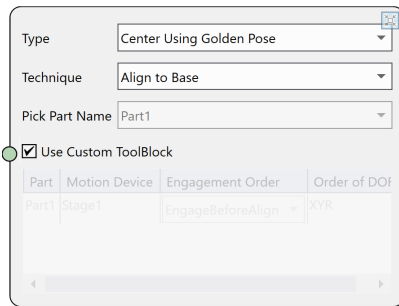 Type Center Using Golden Pose
Technique Align to Base
Pick Part Name Part1
Use Custom ToolBlock
Part Motion Device Engagement Order Order of DOF
Part1 Stage1 EngageBeforeAlign XYR